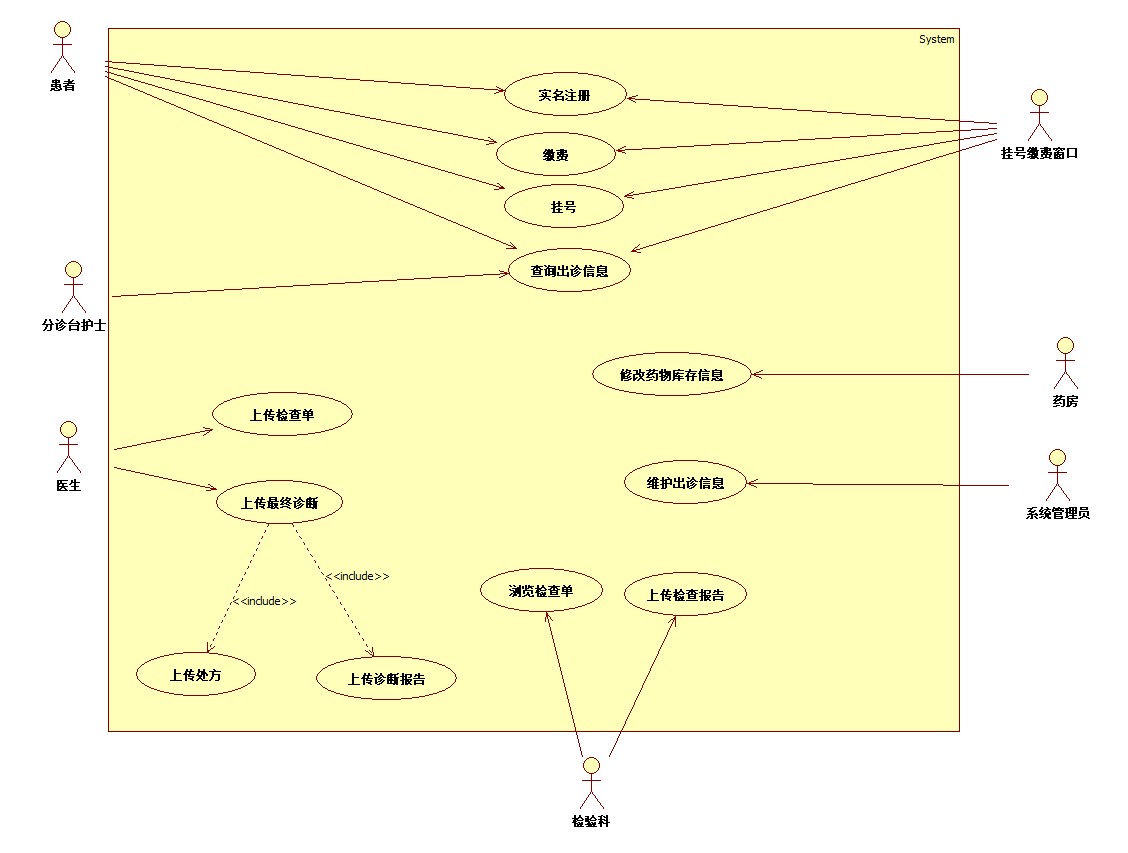 System
患者
实名注册
挂号缴费窗口
缴费
挂号
查询出诊信息
分诊台护士
修改药物库存信息
药房
上传检查单
医生
维护出诊信息
上传最终诊断
系统管理员
<<include>>
<<include>>
浏览检查单
上传检查报告
上传处方
上传诊断报告
检验科